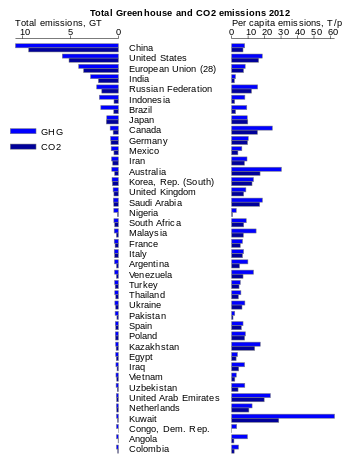 Total Greenhouse and CO2 emissions 2012
Total emissions, GT
Per capita emissions, T/p
10 5 0
0 10 20 30 40 50 60
China
United States
European Union (28)
India
Russian Federation
Indonesia
Brazil
Japan
Canada
Germany
Mexico
Iran
Australia
Korea, Rep. (South)
United Kingdom
Saudi Arabia
Nigeria
South Africa
Malaysia
France
Italy
Argentina
Venezuela
Turkey
Thailand
Ukraine
Pakistan
Spain
Poland
Kazakhstan
Egypt
Iraq
Vietnam
Uzbekistan
United Arab Emirates
Netherlands
Kuwait
Congo, Dem. Rep.
Angola
Colombia
GHG
CO2